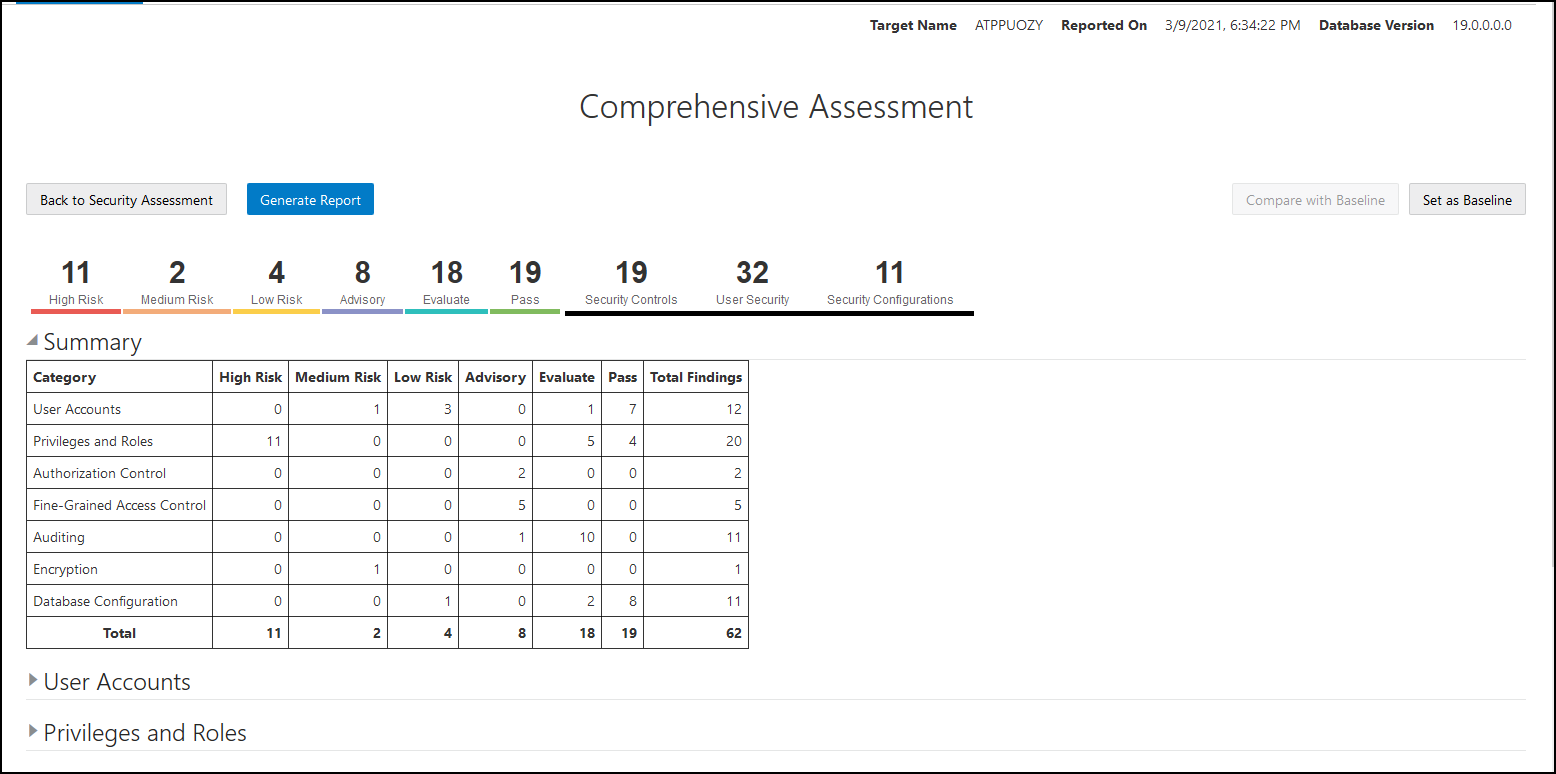 Target Name ATPPUOZY Reported On 3/9/2021, 6:34:22 PM Database Version 19.0.0.0.0
Comprehensive Assessment
Back to Security Assessment Generate Report Compare with Baseline Set as Baseline
11 2 4 8 18 19 19 32 11
High Risk Medium Risk Low Risk Advisory Evaluate Pass Security Controls User Security Security Configurations
Summary
Category High Risk Medium Risk Low Risk Advisory Evaluate Pass Total Findings
User Accounts 0 1 3 0 1 7 12
Privileges and Roles 11 0 0 0 5 4 20
Authorization Control 0 0 0 2 0 0 2
Fine-Grained Access Control 0 0 0 5 0 0 5
Auditing 0 0 0 1 10 0 11
Encryption 0 1 0 0 0 0 1
Database Configuration 0 0 1 0 2 8 11
Total 11 2 4 8 18 19 62
User Accounts
Privileges and Roles